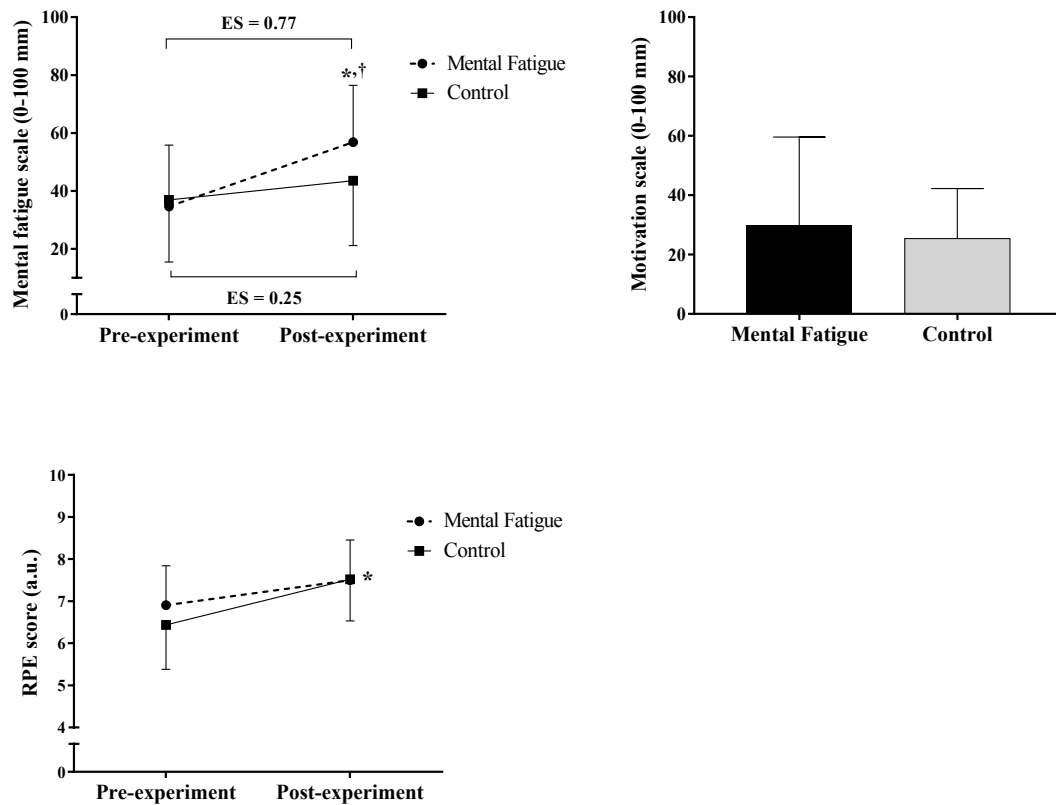 Mental fatigue scale (0-100 mm)
100
80
60
40
20
0
ES = 0.77
*,†
ES = 0.25
Pre-experiment Post-experiment
Mental Fatigue
Control
Motivation scale (0-100 mm)
100
80
60
40
20
0
Mental Fatigue Control
RPE score (a.u.)
10
9
8
7
6
5
4
0
*
Pre-experiment Post-experiment
Mental Fatigue
Control